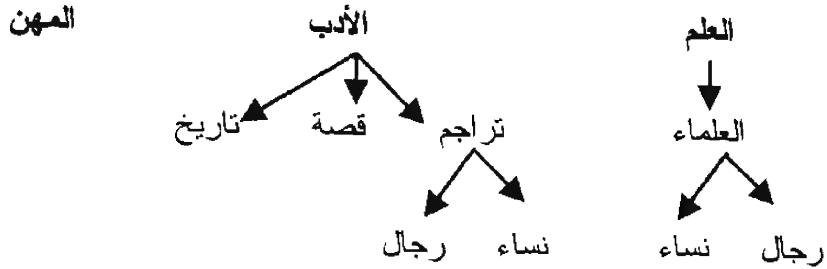 العلم الأدب المهن
العلماء تراجم قصة تاريخ
رجال نساء نساء رجال